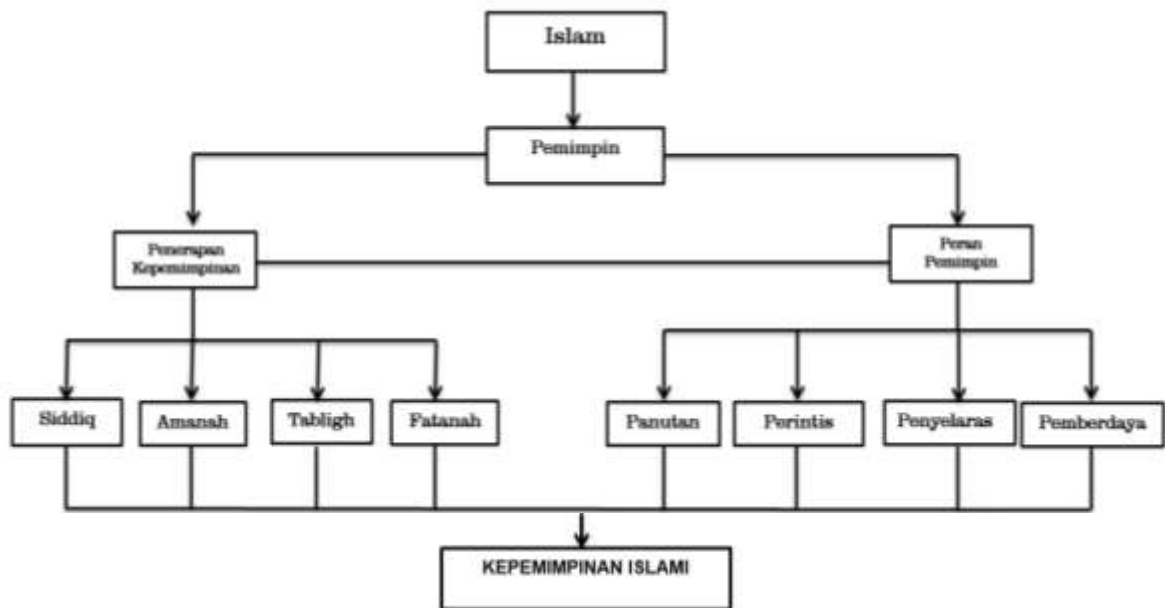 Islam
Pemimpin
Penerapan
Kepemimpinan
Peran
Pemimpin
Siddiq
Amanah
Tabligh
Fatanah
Panutan
Perintis
Penyelaras
Pemberdaya
KEPEMIMPINAN ISLAMI